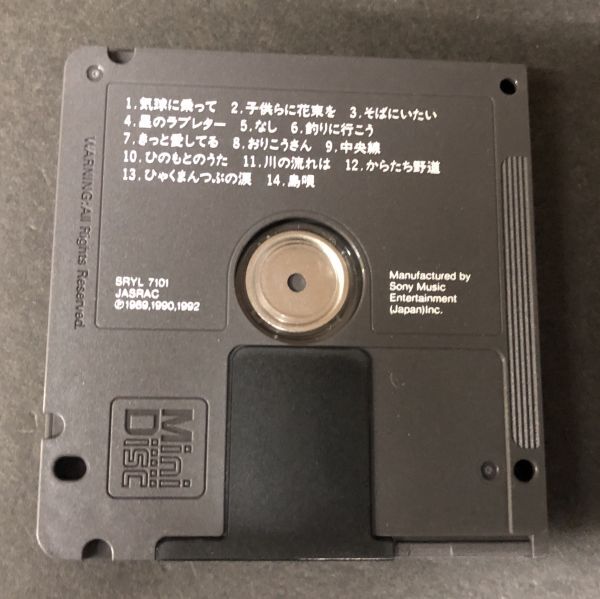 1.気球に乗って 2.子供らに花束を 3.そばにいたい
4.星のラブレター 5.なし 6.釣りに行こう
7.きっと愛してる 8.おりこうさん 9.中央線
10.ひのもとのうた 11.川の流れは 12.からたち野道
13.ひゃくまんつぶの涙 14.島唄
SRYL 7101
JASRAC
℗1989,1990,1992
Manufactured by
Sony Music
Entertainment
(Japan)Inc.
WARNING:All Rights Reserved.
Mini
Disc